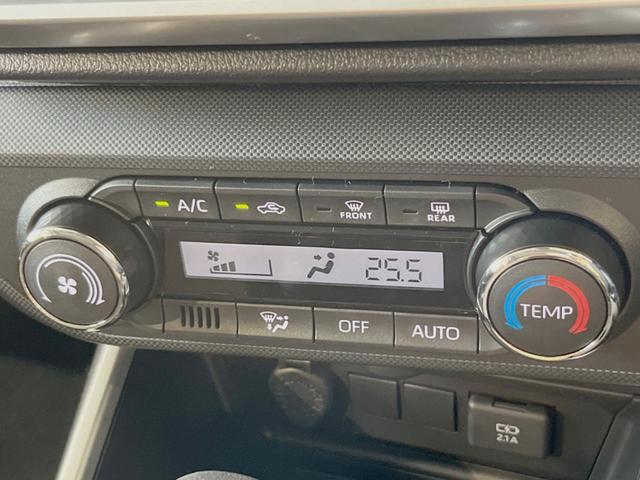 A/C
FRONT
REAR
25.5
TEMP
OFF
AUTO
2.1A